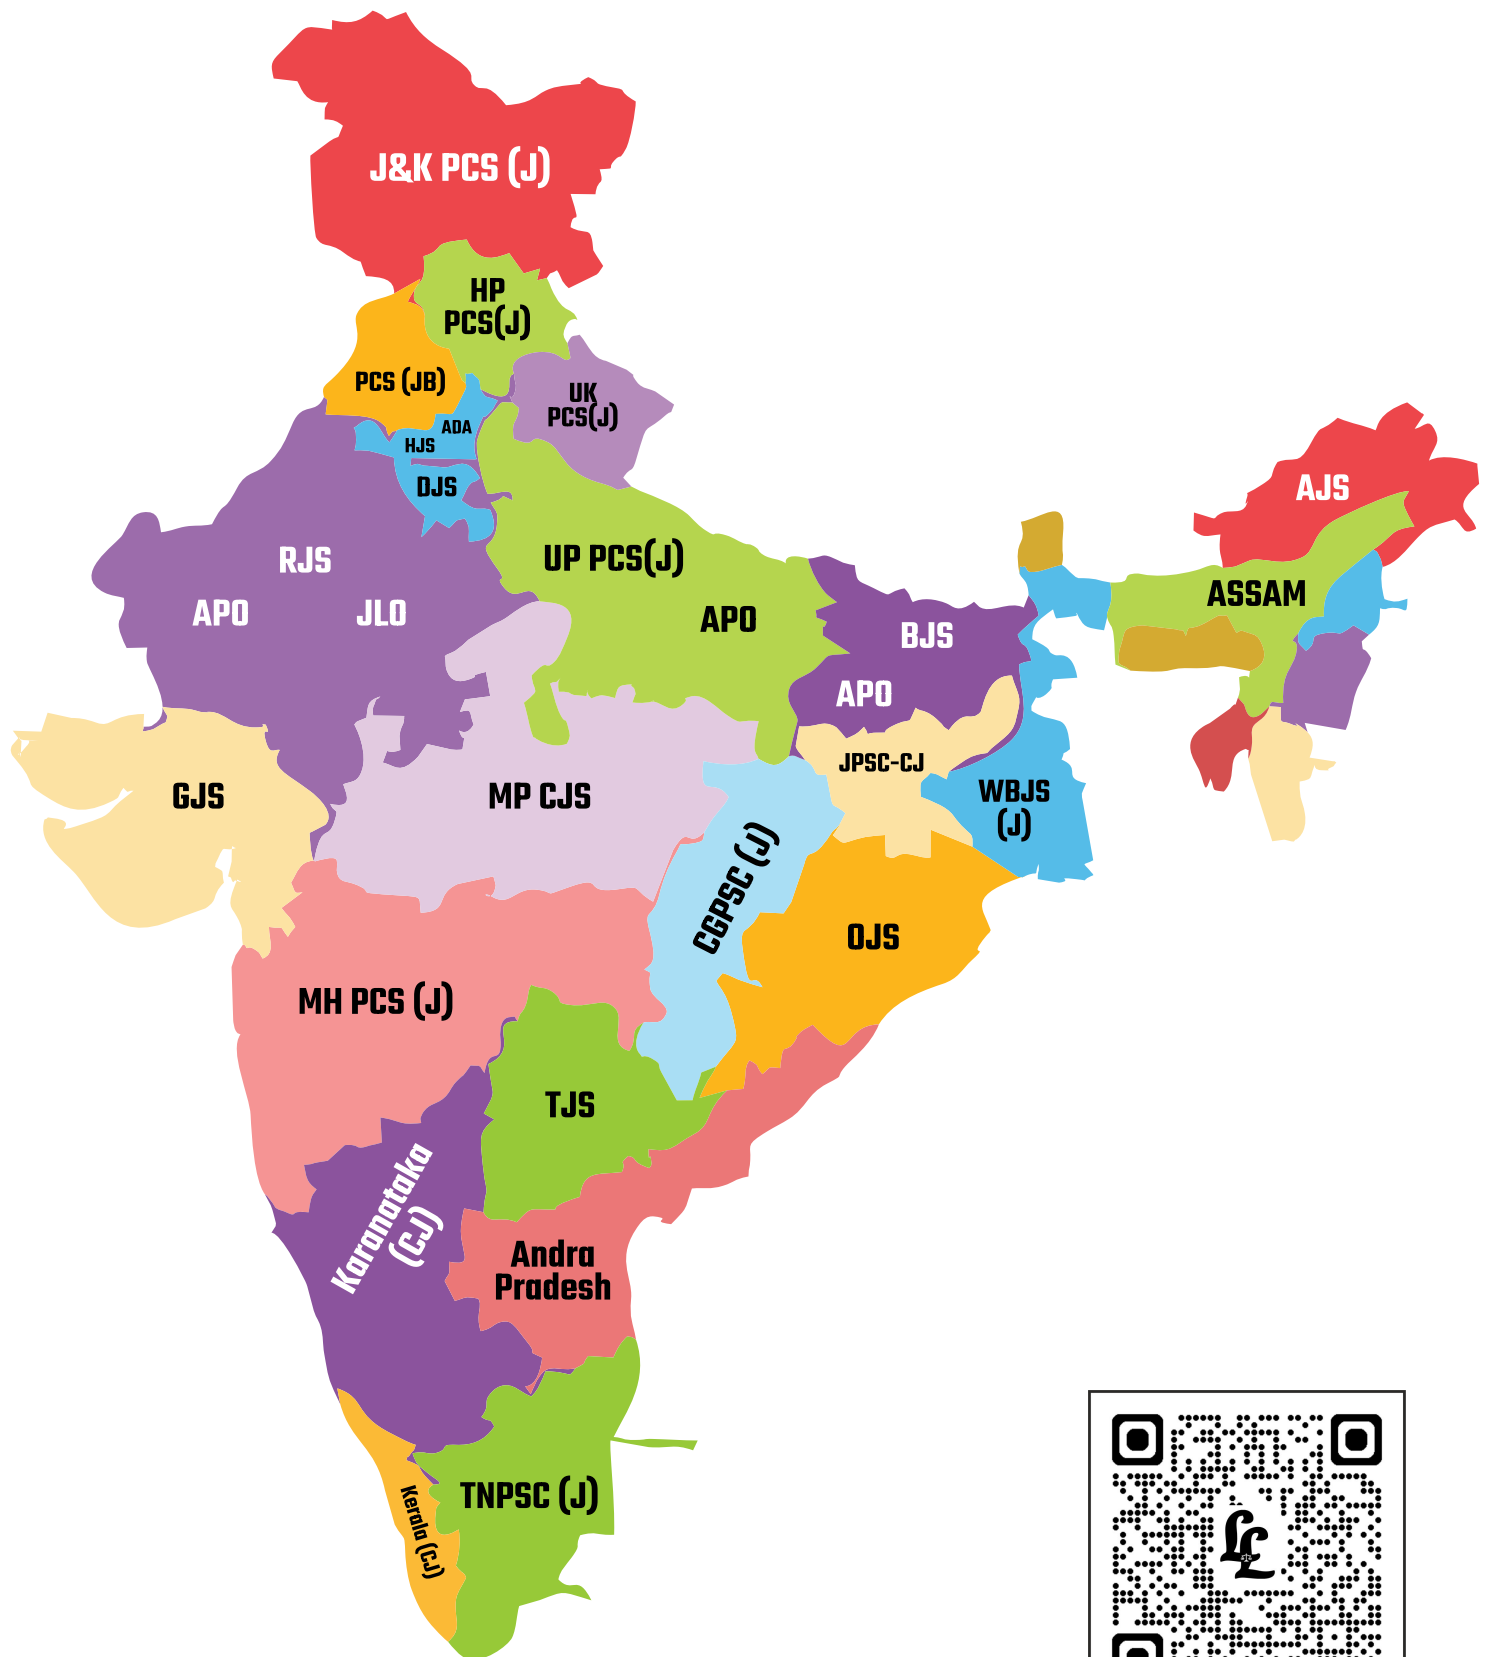 J&K PCS (J)
HP
PCS(J)
PCS (JB)
UK
PCS(J)
ADA
HJS
DJS
AJS
RJS
UP PCS(J)
ASSAM
APO
JLO
APO
BJS
APO
JPSC-CJ
GJS
MP CJS
WBJS
(J)
CGPSC (J)
OJS
MH PCS (J)
TJS
Karanataka
(CJ)
Andra
Pradesh
TNPSC (J)
Kerala (CJ)